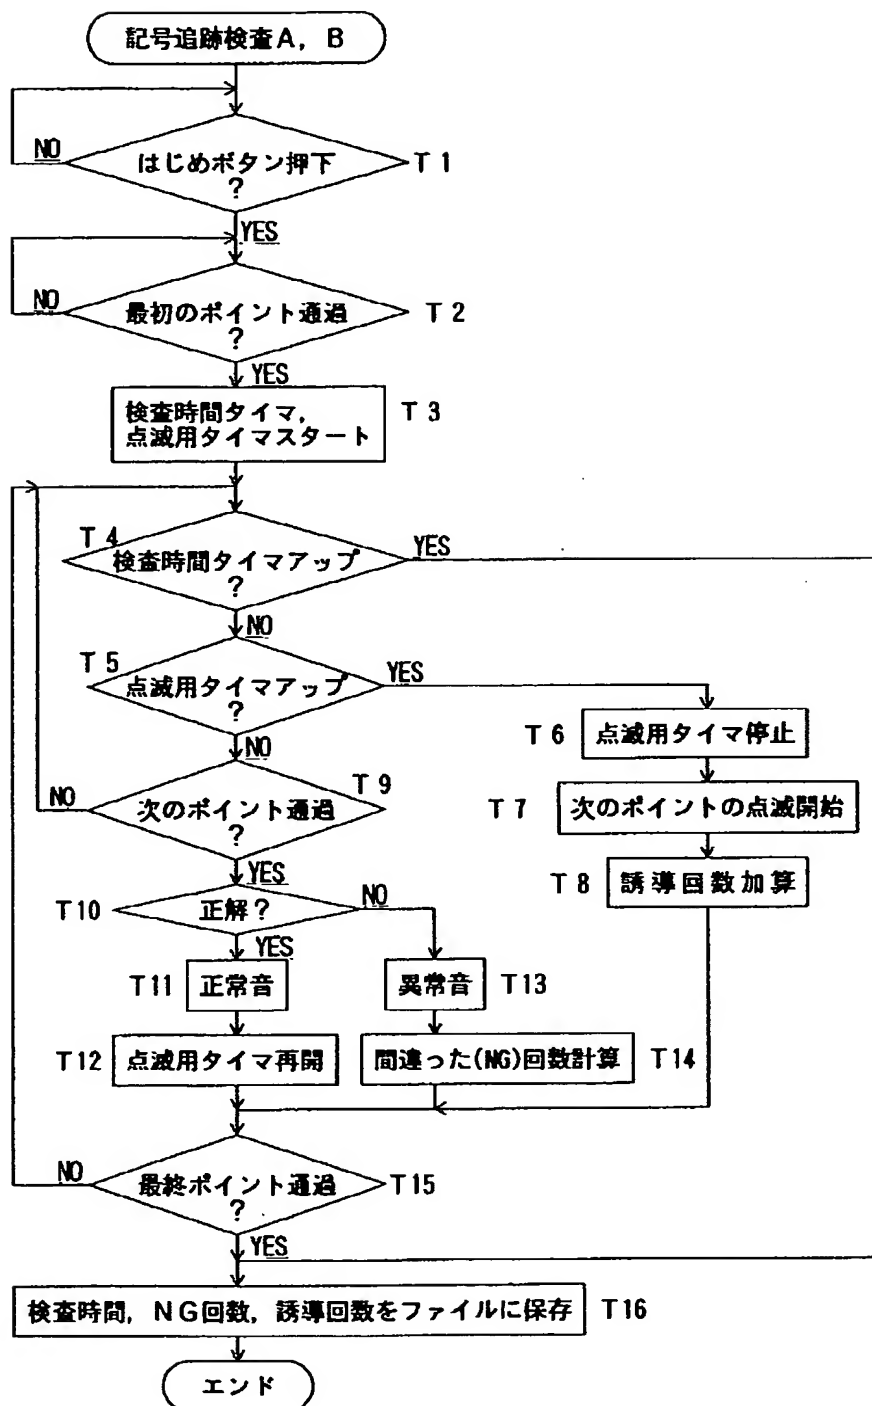 記号追跡検査A, B
NO
はじめボタン押下
?
T1
YES
NO
最初のポイント通過
?
T2
YES
検査時間タイマ,
点滅用タイマスタート
T3
T4
検査時間タイマアップ
?
YES
NO
T5
点滅用タイマアップ
?
YES
T6
点滅用タイマ停止
NO
T9
NO
次のポイント通過
?
T7
次のポイントの点滅開始
YES
T8
誘導回数加算
T10
正解?
NO
YES
T11
正常音
異常音
T13
T12
点滅用タイマ再開
間違った(NG)回数計算
T14
NO
最終ポイント通過
?
T15
YES
検査時間, NG回数, 誘導回数をファイルに保存
T16
エンド